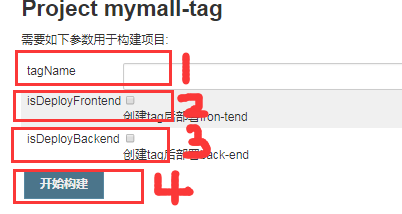 Project mymall-tag
需要如下参数用于构建项目:
tagName
1
isDeployFrontend
2
创建tag后部署fron-tend
isDeployBackend
3
创建tag后部署back-end
开始构建
4